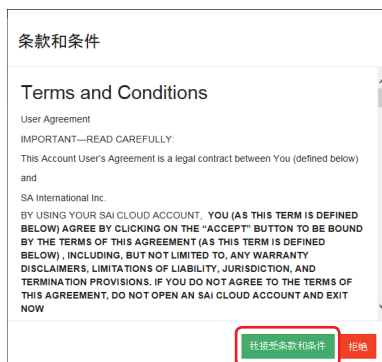 条款和条件
Terms and Conditions
User Agreement
IMPORTANT—READ CAREFULLY:
This Account User's Agreement is a legal contract between You (defined below)
and
SA International Inc.
BY USING YOUR SAi CLOUD ACCOUNT, YOU (AS THIS TERM IS DEFINED
BELOW) AGREE BY CLICKING ON THE “ACCEPT” BUTTON TO BE BOUND
BY THE TERMS OF THIS AGREEMENT (AS THIS TERM IS DEFINED
BELOW) , INCLUDING, BUT NOT LIMITED TO, ANY WARRANTY
DISCLAIMERS, LIMITATIONS OF LIABILITY, JURISDICTION, AND
TERMINATION PROVISIONS. IF YOU DO NOT AGREE TO THE TERMS OF
THIS AGREEMENT, DO NOT OPEN AN SAi CLOUD ACCOUNT AND EXIT
NOW
我接受条款和条件 拒绝